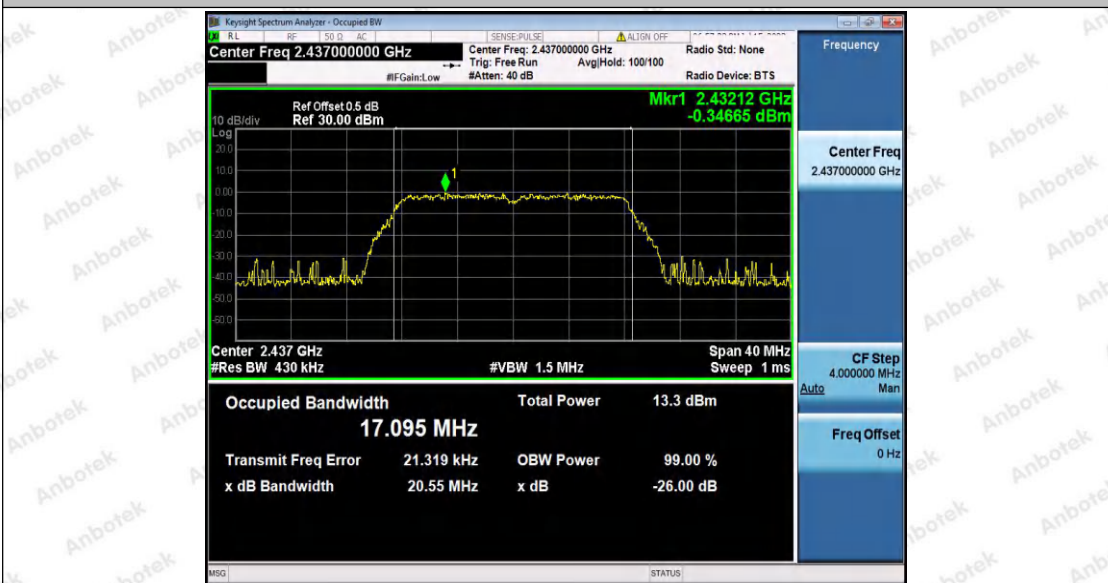 Keysight Spectrum Analyzer - Occupied BW
RL RF 50 Ω AC SENSE:PULSE ALIGN OFF
Center Freq 2.437000000 GHz
Center Freq: 2.437000000 GHz
Radio Std: None
Trig: Free Run Avg|Hold: 100/100
#IFGain:Low #Atten: 40 dB Radio Device: BTS
Ref Offset 0.5 dB
10 dB/div Ref 30.00 dBm
Mkr1 2.43212 GHz
-0.34665 dBm
Log
20.0
10.0
0.00
-10.0
-20.0
-30.0
-40.0
-50.0
-60.0
1
Center 2.437 GHz Span 40 MHz
#Res BW 430 kHz #VBW 1.5 MHz Sweep 1 ms
Occupied Bandwidth Total Power 13.3 dBm
17.095 MHz
Transmit Freq Error 21.319 kHz OBW Power 99.00 %
x dB Bandwidth 20.55 MHz x dB -26.00 dB
MSG STATUS
Frequency
Center Freq
2.437000000 GHz
CF Step
4.000000 MHz
Auto Man
Freq Offset
0 Hz
Anbotek